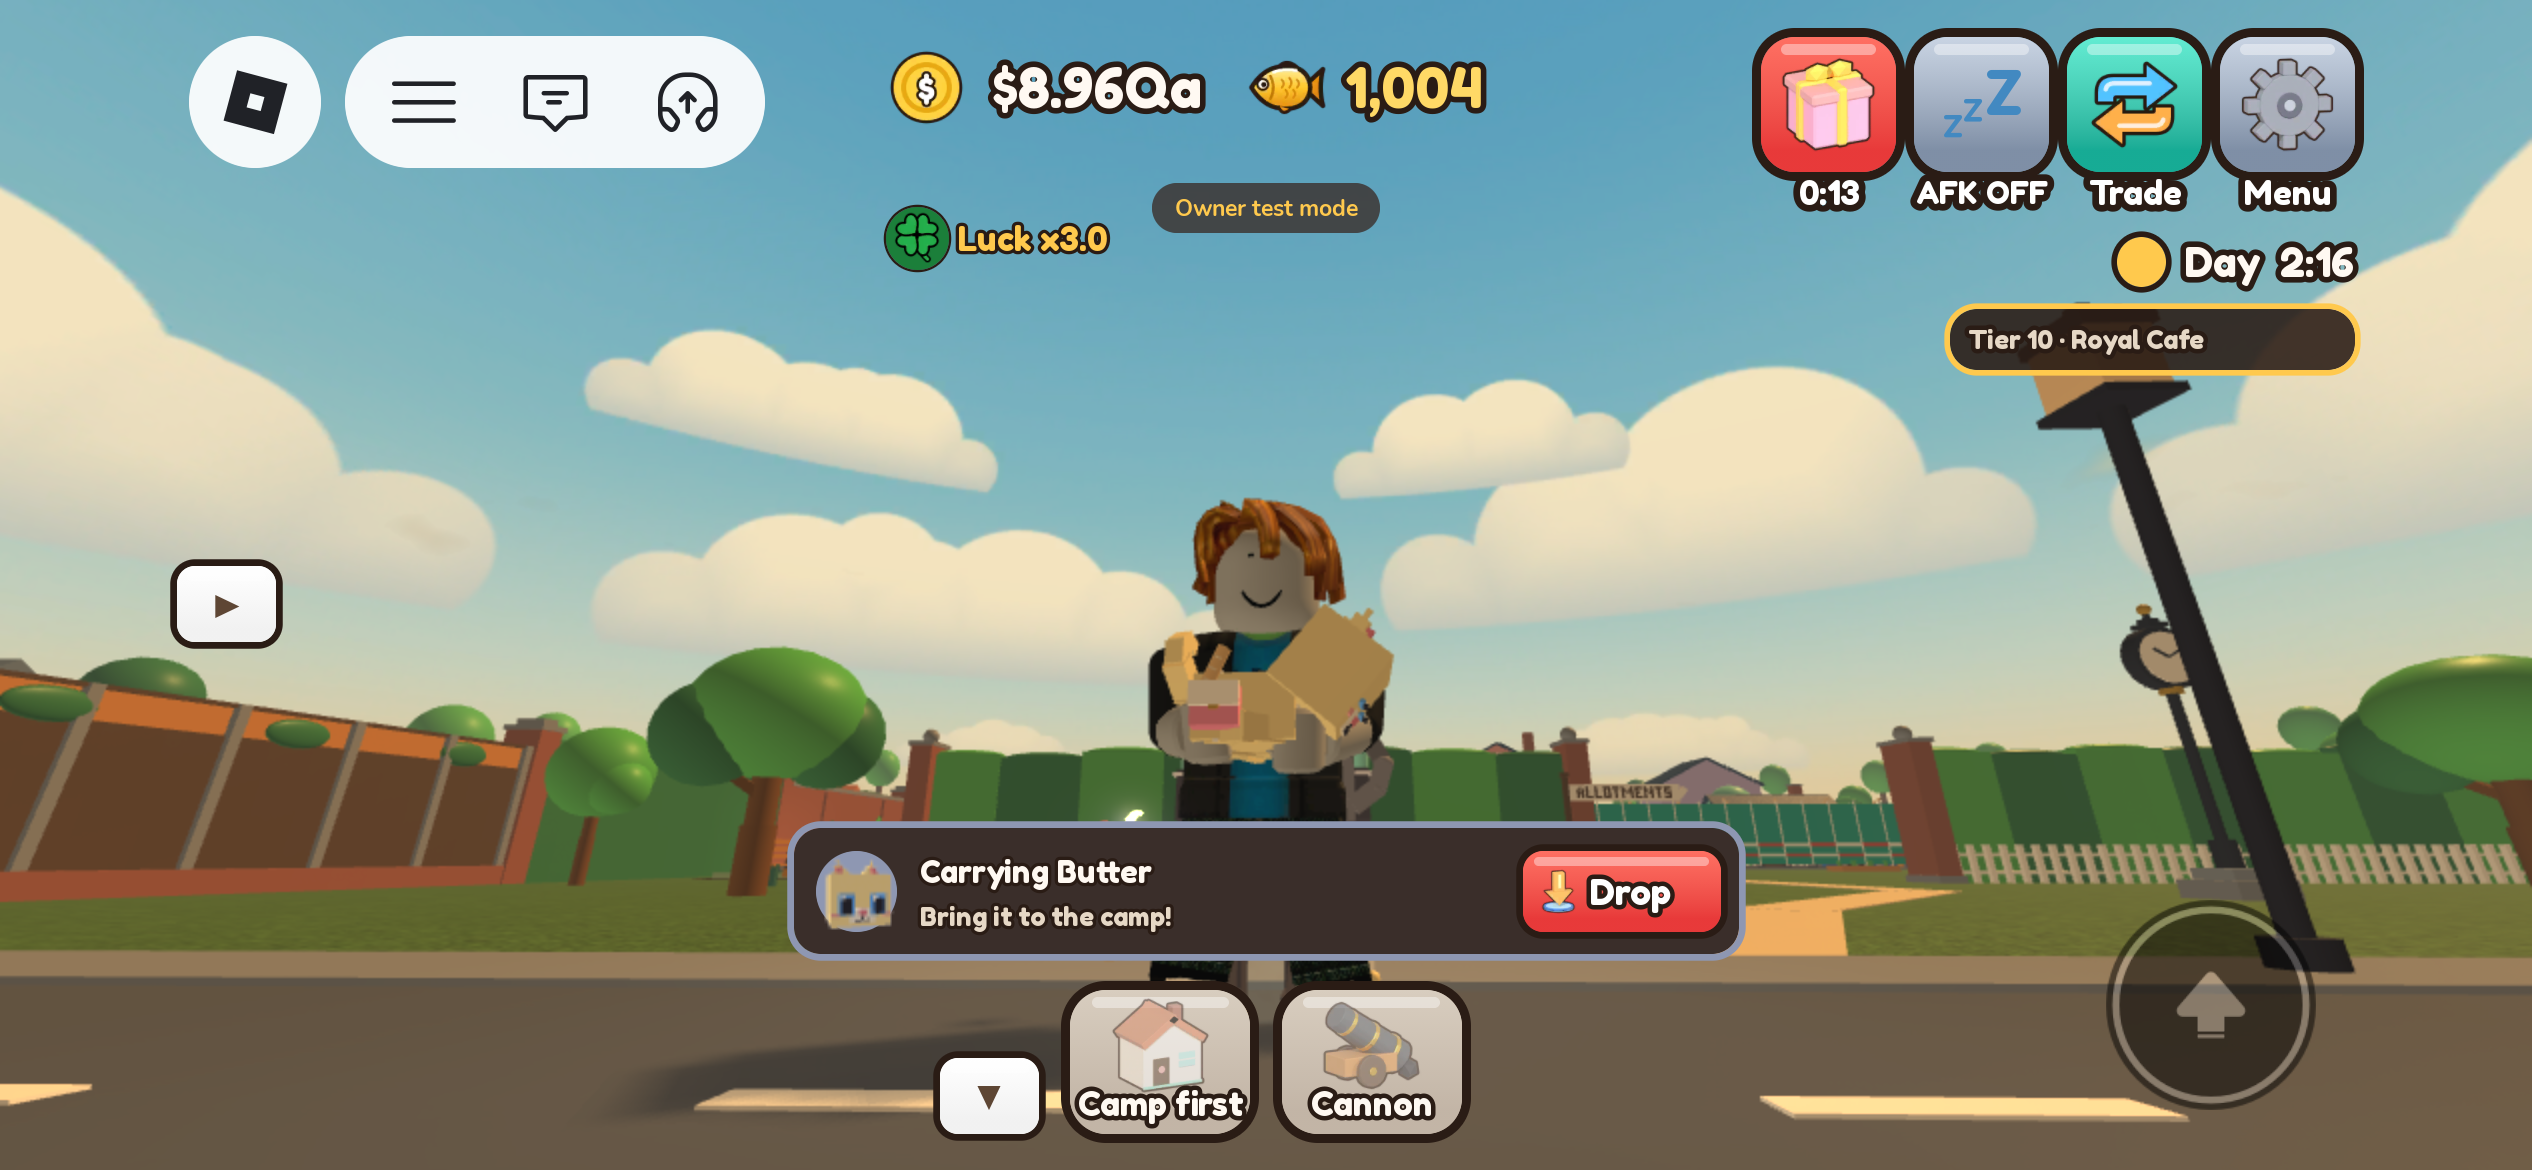 $8.96Qa
1,004
Owner test mode
Luck x3.0
0:13
AFK OFF
Trade
Menu
Day 2:16
Tier 10 · Royal Cafe
ALLOTMENTS
Carrying Butter
Bring it to the camp!
Drop
Camp first
Cannon